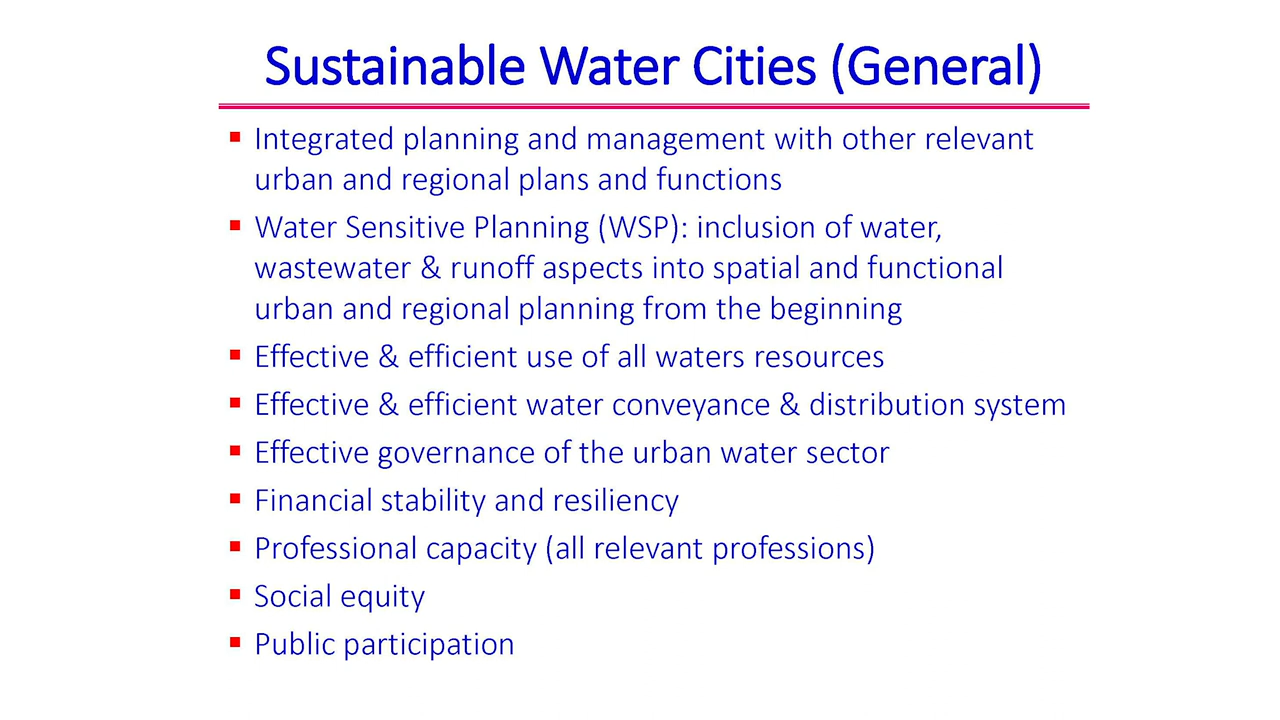 Sustainable Water Cities (General)
▪ Integrated planning and management with other relevant
urban and regional plans and functions
▪ Water Sensitive Planning (WSP): inclusion of water,
wastewater & runoff aspects into spatial and functional
urban and regional planning from the beginning
▪ Effective & efficient use of all waters resources
▪ Effective & efficient water conveyance & distribution system
▪ Effective governance of the urban water sector
▪ Financial stability and resiliency
▪ Professional capacity (all relevant professions)
▪ Social equity
▪ Public participation